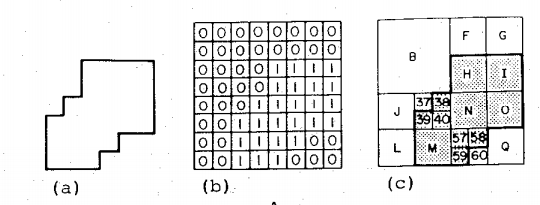 0 0 0 0 0 0 0 0
0 0 0 0 0 0 0 0
0 0 0 0 1 1 1 1
0 0 0 0 1 1 1 1
0 0 0 1 1 1 1 1
0 0 1 1 1 1 1 1
0 0 1 1 1 1 0 0
0 0 1 1 1 0 0 0
F G
B
H I
J 37 38 N O
39 40
L M 57 58 Q
59 60
(a) (b) (c)